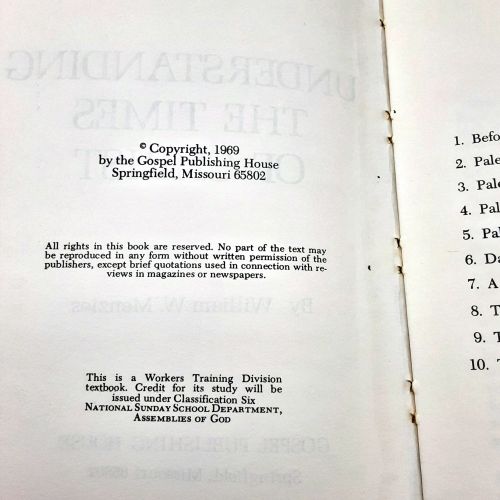 © Copyright, 1969
by the Gospel Publishing House
Springfield, Missouri 65802
All rights in this book are reserved. No part of the text may
be reproduced in any form without written permission of the
publishers, except brief quotations used in connection with re-
views in magazines or newspapers.
This is a Workers Training Division
textbook. Credit for its study will be
issued under Classification Six
NATIONAL SUNDAY SCHOOL DEPARTMENT,
ASSEMBLIES OF GOD
1. Befo
2. Pale
3. Pale
4. Pal
5. Pal
6. Da
7. A
8. T
9. T
10. T